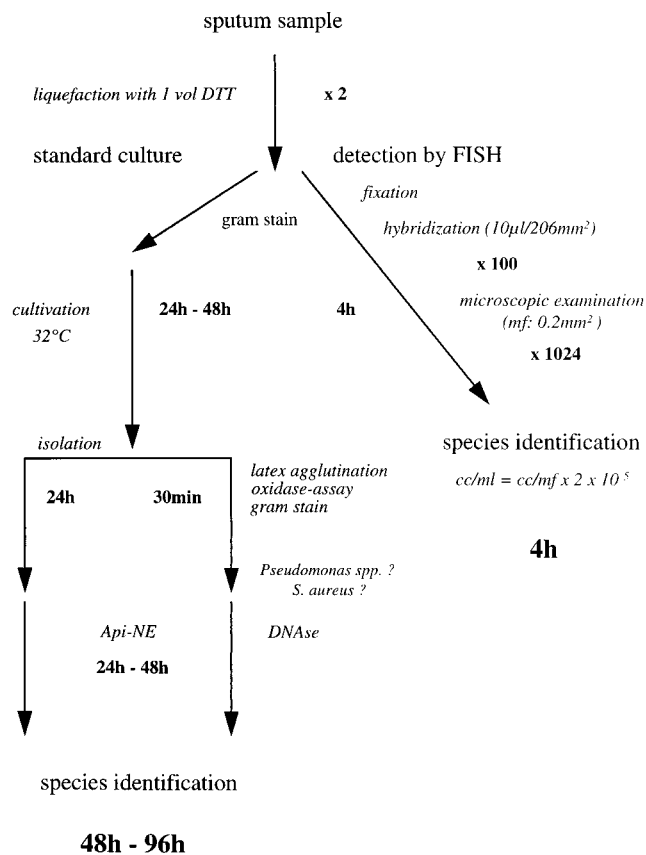 sputum sample
liquefaction with 1 vol DTT
x 2
standard culture
detection by FISH
fixation
gram stain
hybridization (10µl/206mm²)
x 100
cultivation
32°C
24h - 48h
4h
microscopic examination
(mf: 0.2mm² )
x 1024
isolation
24h
30min
latex agglutination
oxidase-assay
gram stain
species identification
cc/ml = cc/mf x 2 x 10⁵
4h
Pseudomonas spp. ?
S. aureus ?
Api-NE
DNAse
24h - 48h
species identification
48h - 96h